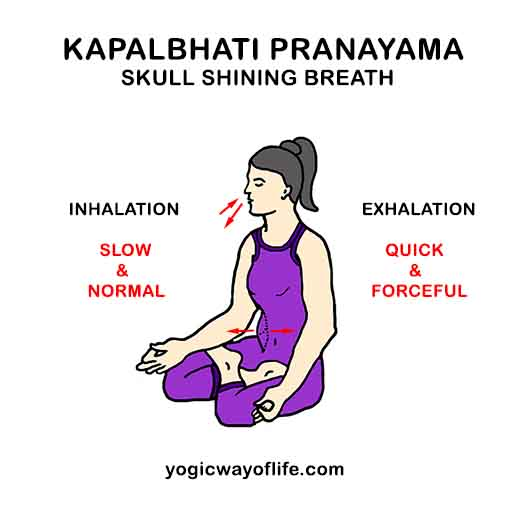 KAPALBHATI PRANAYAMA
SKULL SHINING BREATH
INHALATION
SLOW
&
NORMAL
EXHALATION
QUICK
&
FORCEFUL
yogicwayoflife.com